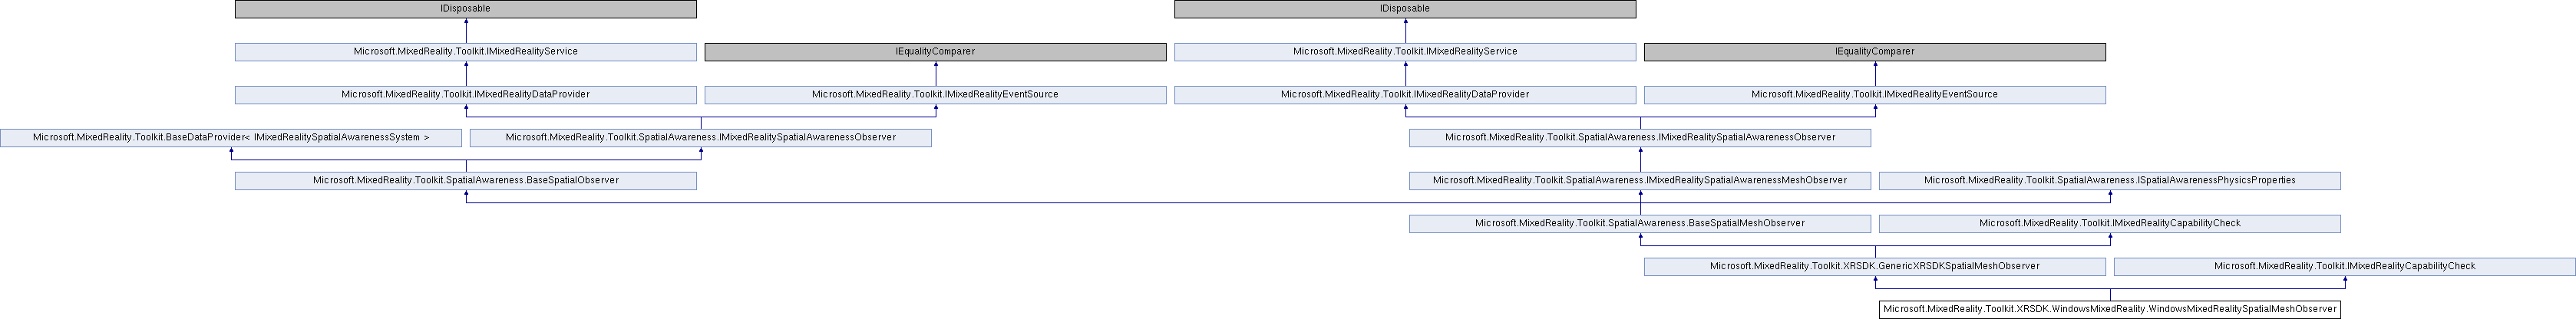 IDisposable
IDisposable
Microsoft.MixedReality.Toolkit.IMixedRealityService
IEqualityComparer
Microsoft.MixedReality.Toolkit.IMixedRealityService
IEqualityComparer
Microsoft.MixedReality.Toolkit.IMixedRealityDataProvider
Microsoft.MixedReality.Toolkit.IMixedRealityEventSource
Microsoft.MixedReality.Toolkit.IMixedRealityDataProvider
Microsoft.MixedReality.Toolkit.IMixedRealityEventSource
Microsoft.MixedReality.Toolkit.BaseDataProvider< IMixedRealitySpatialAwarenessSystem >
Microsoft.MixedReality.Toolkit.SpatialAwareness.IMixedRealitySpatialAwarenessObserver
Microsoft.MixedReality.Toolkit.SpatialAwareness.IMixedRealitySpatialAwarenessObserver
Microsoft.MixedReality.Toolkit.SpatialAwareness.BaseSpatialObserver
Microsoft.MixedReality.Toolkit.SpatialAwareness.IMixedRealitySpatialAwarenessMeshObserver
Microsoft.MixedReality.Toolkit.SpatialAwareness.ISpatialAwarenessPhysicsProperties
Microsoft.MixedReality.Toolkit.SpatialAwareness.BaseSpatialMeshObserver
Microsoft.MixedReality.Toolkit.IMixedRealityCapabilityCheck
Microsoft.MixedReality.Toolkit.XRSDK.GenericXRSDKSpatialMeshObserver
Microsoft.MixedReality.Toolkit.IMixedRealityCapabilityCheck
Microsoft.MixedReality.Toolkit.XRSDK.WindowsMixedReality.WindowsMixedRealitySpatialMeshObserver